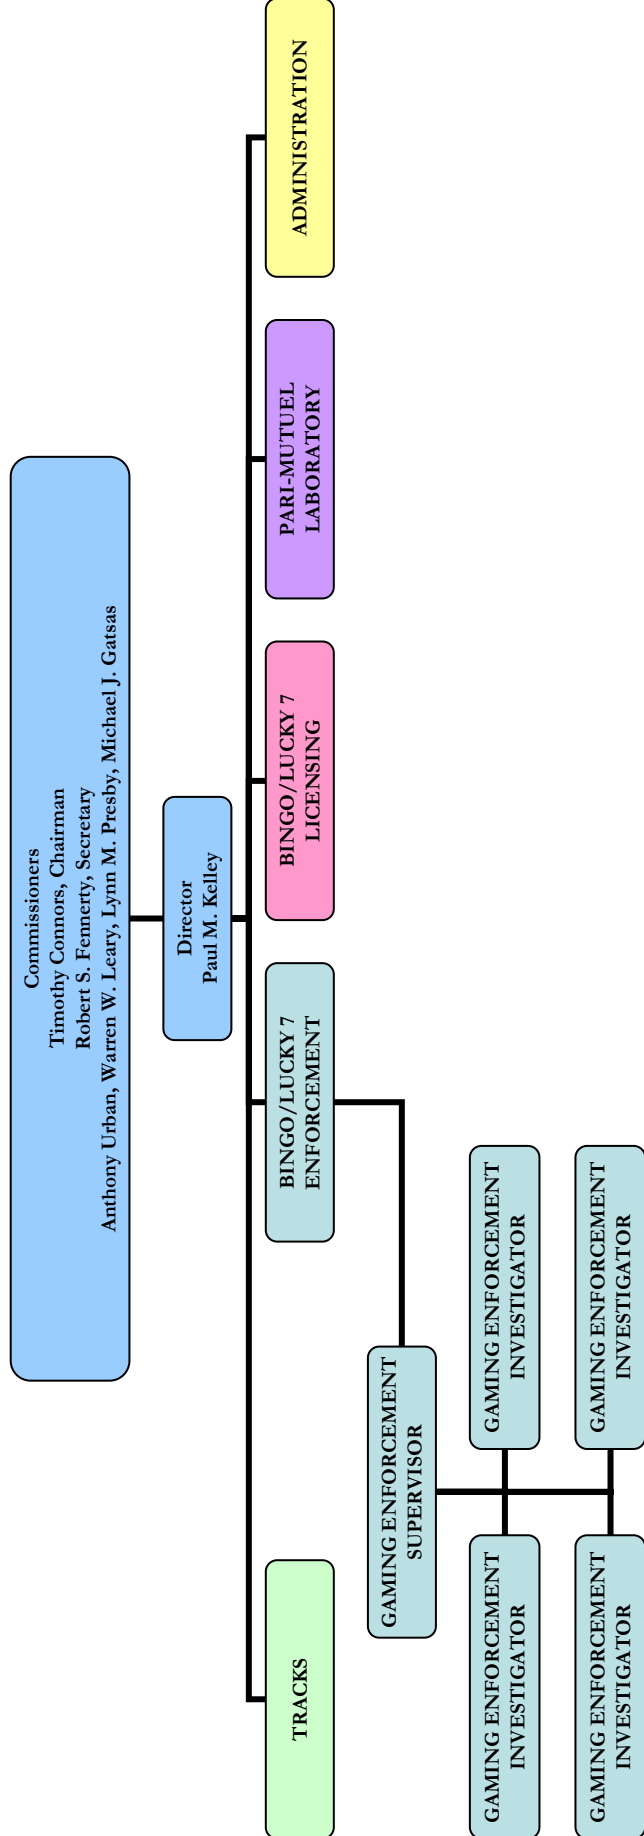 Commissioners
Timothy Connors, Chairman
Robert S. Fennerty, Secretary
Anthony Urban, Warren W. Leary, Lynn M. Presby, Michael J. Gatsas
Director
Paul M. Kelley
TRACKS
BINGO/LUCKY 7
ENFORCEMENT
BINGO/LUCKY 7
LICENSING
PARI-MUTUEL
LABORATORY
ADMINISTRATION
GAMING ENFORCEMENT
SUPERVISOR
GAMING ENFORCEMENT
INVESTIGATOR
GAMING ENFORCEMENT
INVESTIGATOR
GAMING ENFORCEMENT
INVESTIGATOR
GAMING ENFORCEMENT
INVESTIGATOR